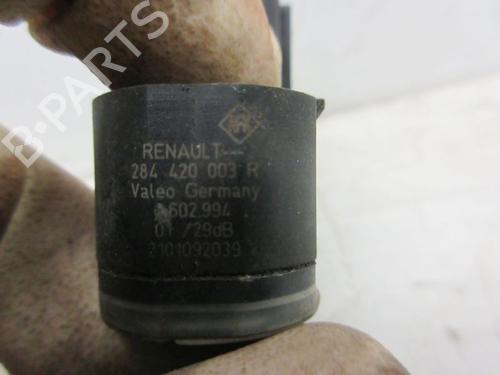 B PARTS
RENAULT
284 420 003 R
Valeo Germany
602.994
01 /29dB
2101092039